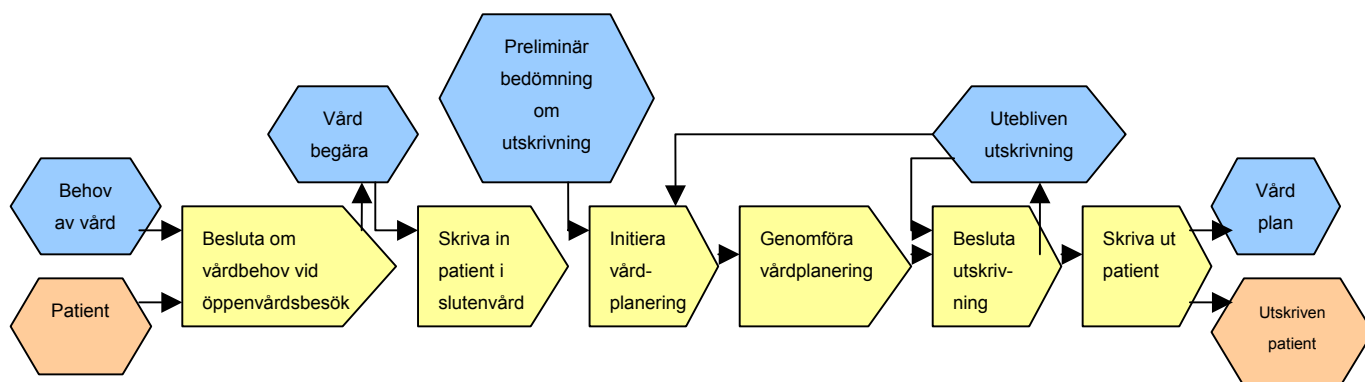 Preliminär
bedömning
om
utskrivning
Vård
begära
Utebliven
utskrivning
Behov
av vård
Vård
plan
Besluta om
vårdbehov vid
öppenvårdsbesök
Skriva in
patient i
slutenvård
Initiera
vård-
planering
Genomföra
vårdplanering
Besluta
utskriv-
ning
Skriva ut
patient
Patient
Utskriven
patient